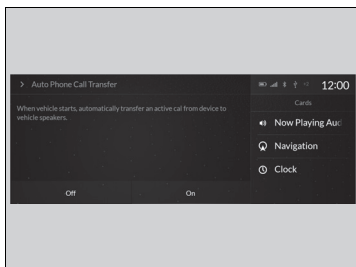 Auto Phone Call Transfer
12:00
When vehicle starts, automatically transfer an active cal from device to
vehicle speakers.
Cards
Now Playing Aud
Navigation
Clock
Off
On